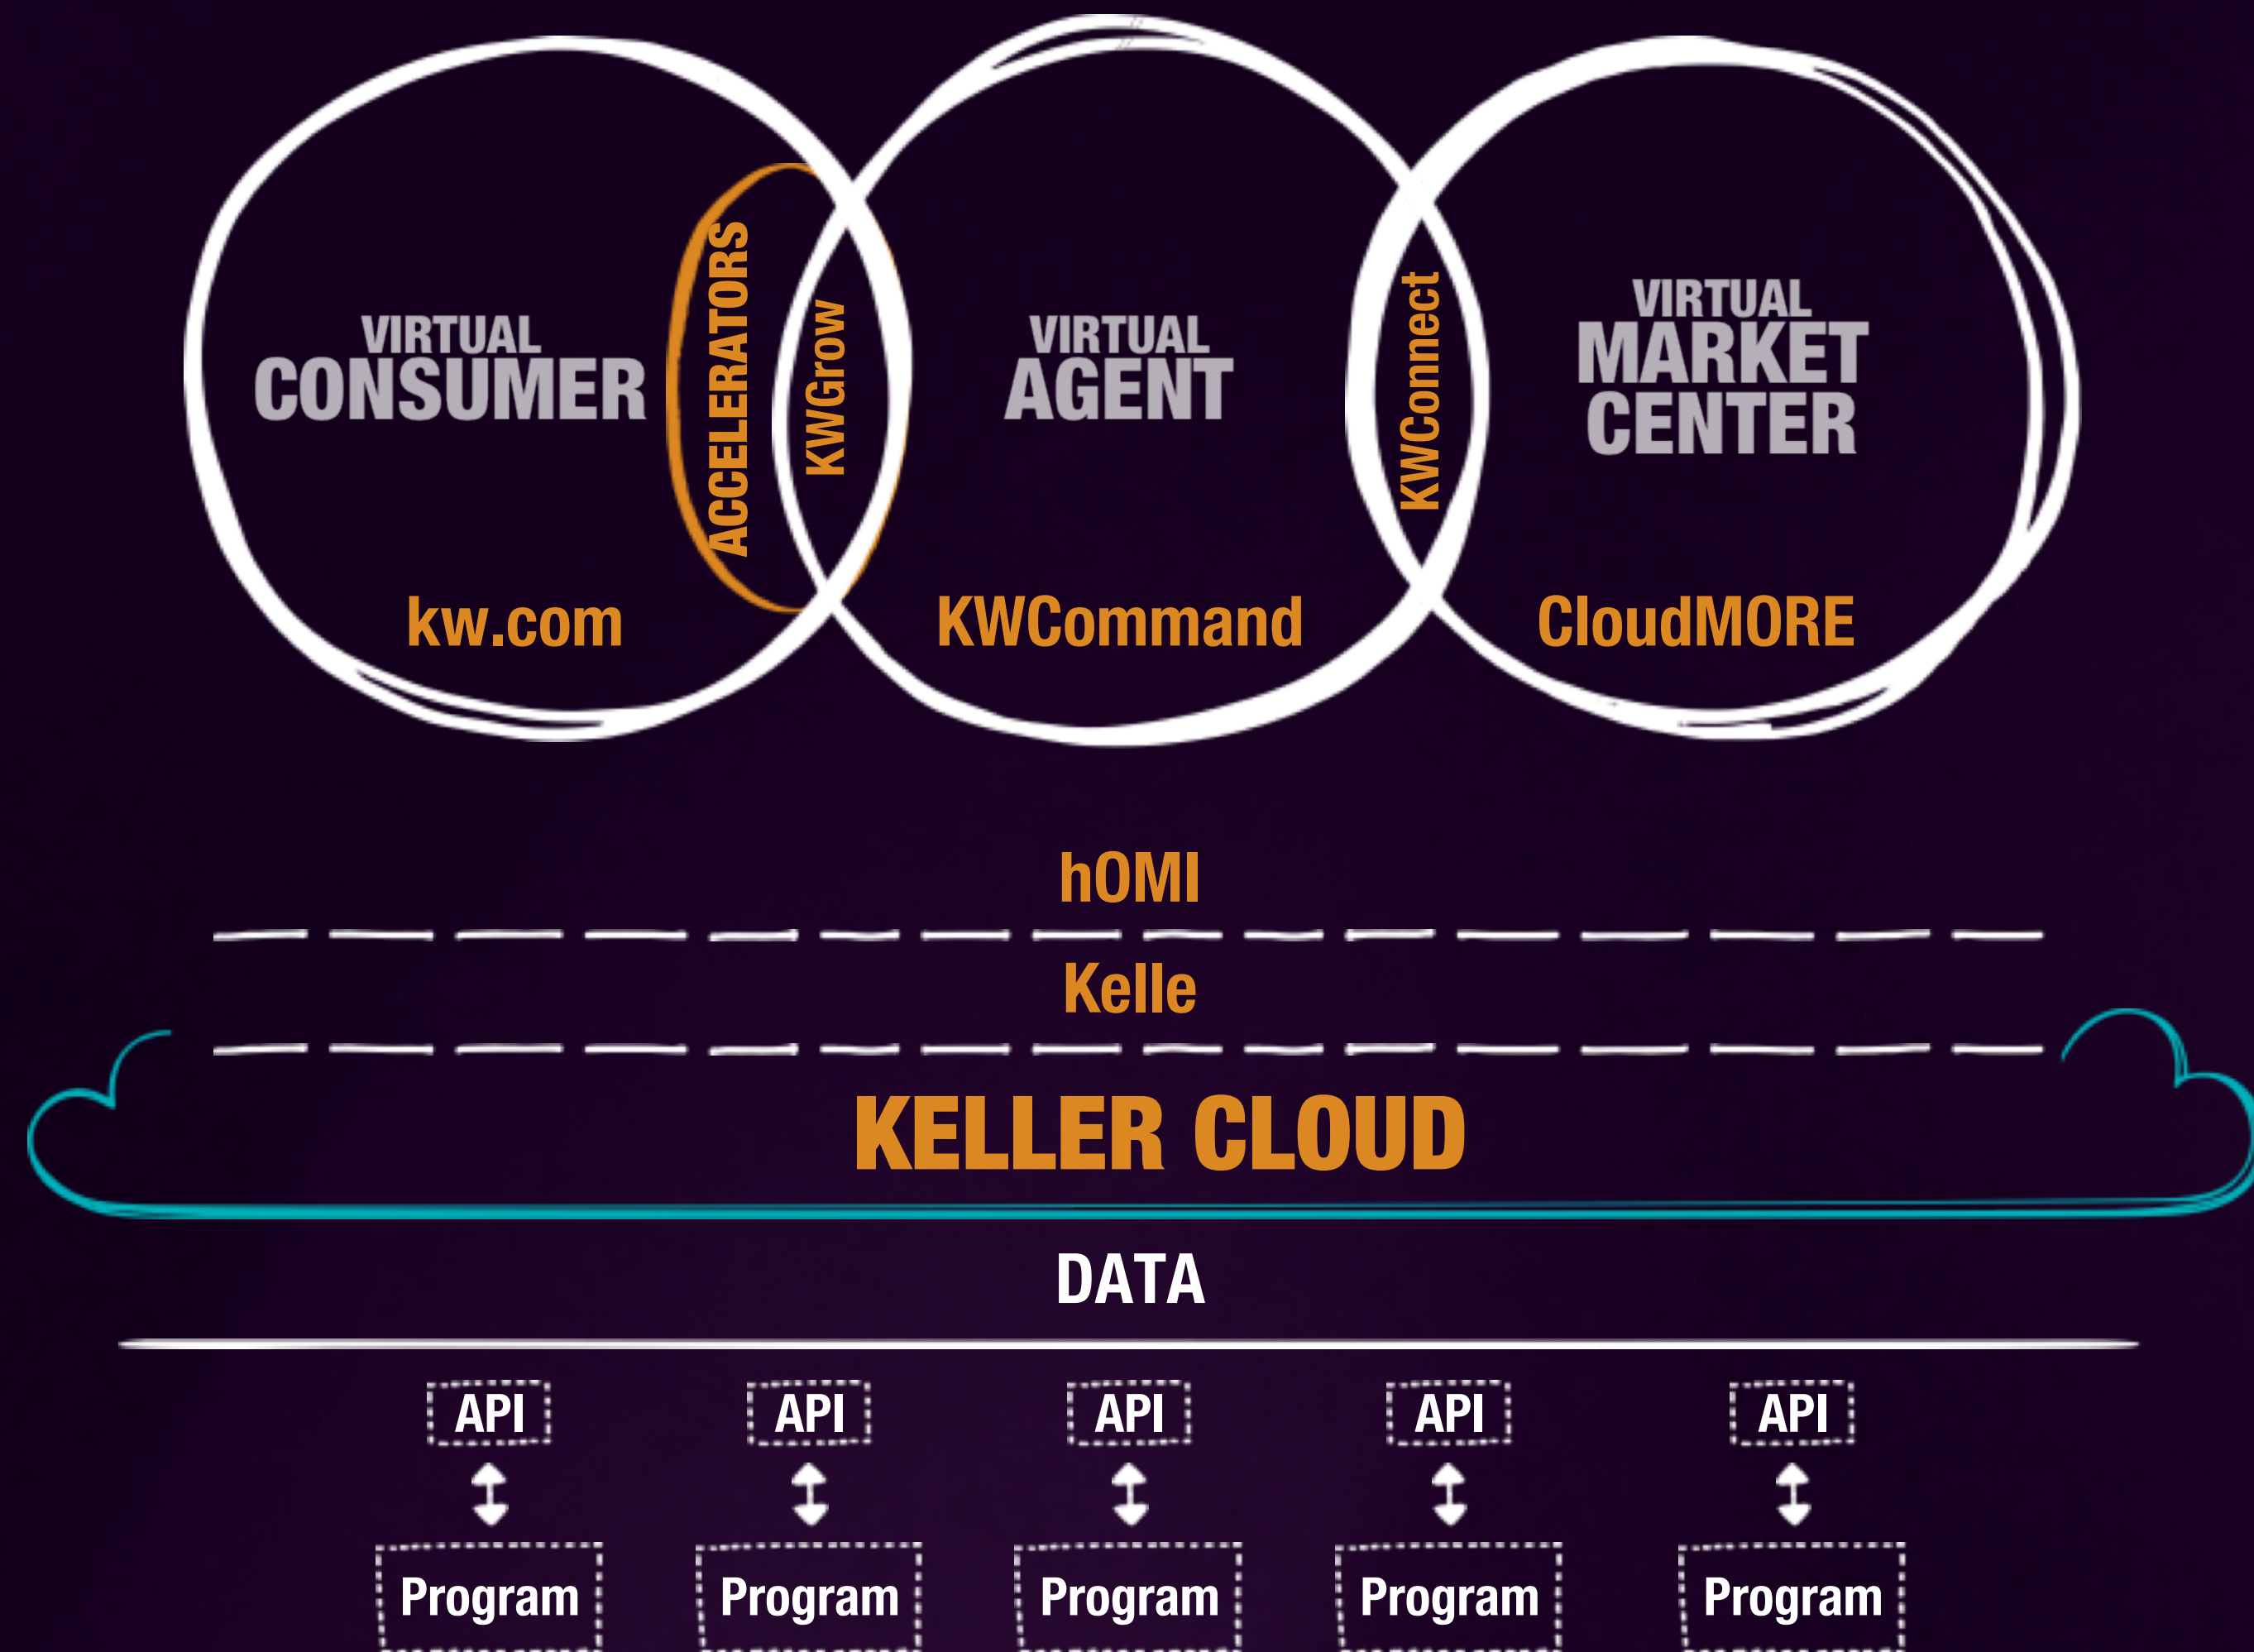 VIRTUAL
CONSUMER
kw.com
ACCELERATORS
KWGrow
VIRTUAL
AGENT
KWCommand
KWConnect
VIRTUAL
MARKET
CENTER
CloudMORE
hOMI
Kelle
KELLER CLOUD
DATA
API API API API API
Program Program Program Program Program